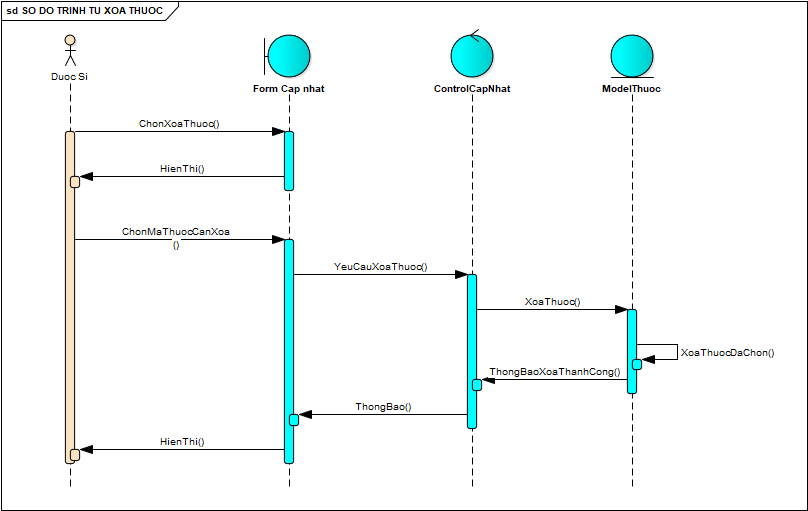 sd SO DO TRINH TU XOA THUOC
Duoc Si
Form Cap nhat
ControlCapNhat
ModelThuoc
ChonXoaThuoc()
HienThi()
ChonMaThuocCanXoa
()
YeuCauXoaThuoc()
XoaThuoc()
XoaThuocDaChon()
ThongBaoXoaThanhCong()
ThongBao()
HienThi()